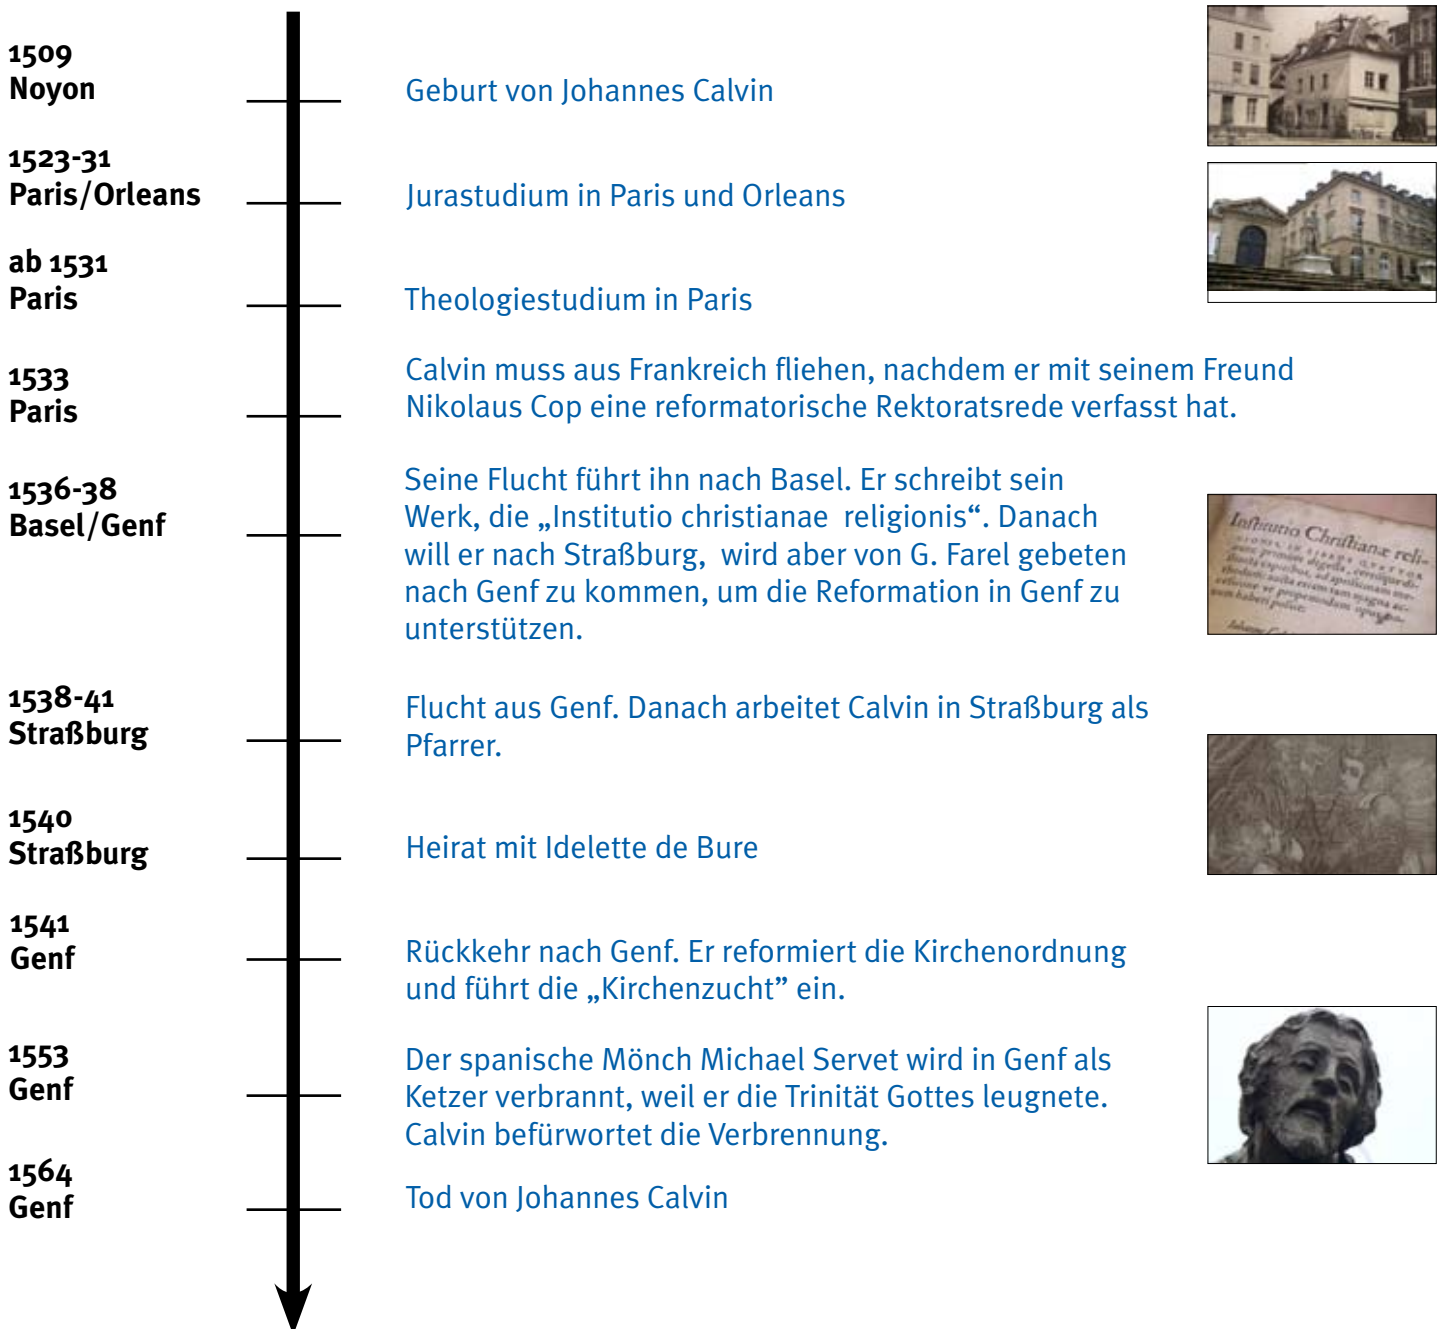 1509
Noyon
Geburt von Johannes Calvin
1523-31
Paris/Orleans
Jurastudium in Paris und Orleans
ab 1531
Paris
Theologiestudium in Paris
1533
Paris
Calvin muss aus Frankreich fliehen, nachdem er mit seinem Freund
Nikolaus Cop eine reformatorische Rektoratsrede verfasst hat.
1536-38
Basel/Genf
Seine Flucht führt ihn nach Basel. Er schreibt sein
Werk, die „Institutio christianae religionis“. Danach
will er nach Straßburg, wird aber von G. Farel gebeten
nach Genf zu kommen, um die Reformation in Genf zu
unterstützen.
Institutio Christianæ reli-
1538-41
Straßburg
Flucht aus Genf. Danach arbeitet Calvin in Straßburg als
Pfarrer.
1540
Straßburg
Heirat mit Idelette de Bure
1541
Genf
Rückkehr nach Genf. Er reformiert die Kirchenordnung
und führt die „Kirchenzucht” ein.
1553
Genf
Der spanische Mönch Michael Servet wird in Genf als
Ketzer verbrannt, weil er die Trinität Gottes leugnete.
Calvin befürwortet die Verbrennung.
1564
Genf
Tod von Johannes Calvin